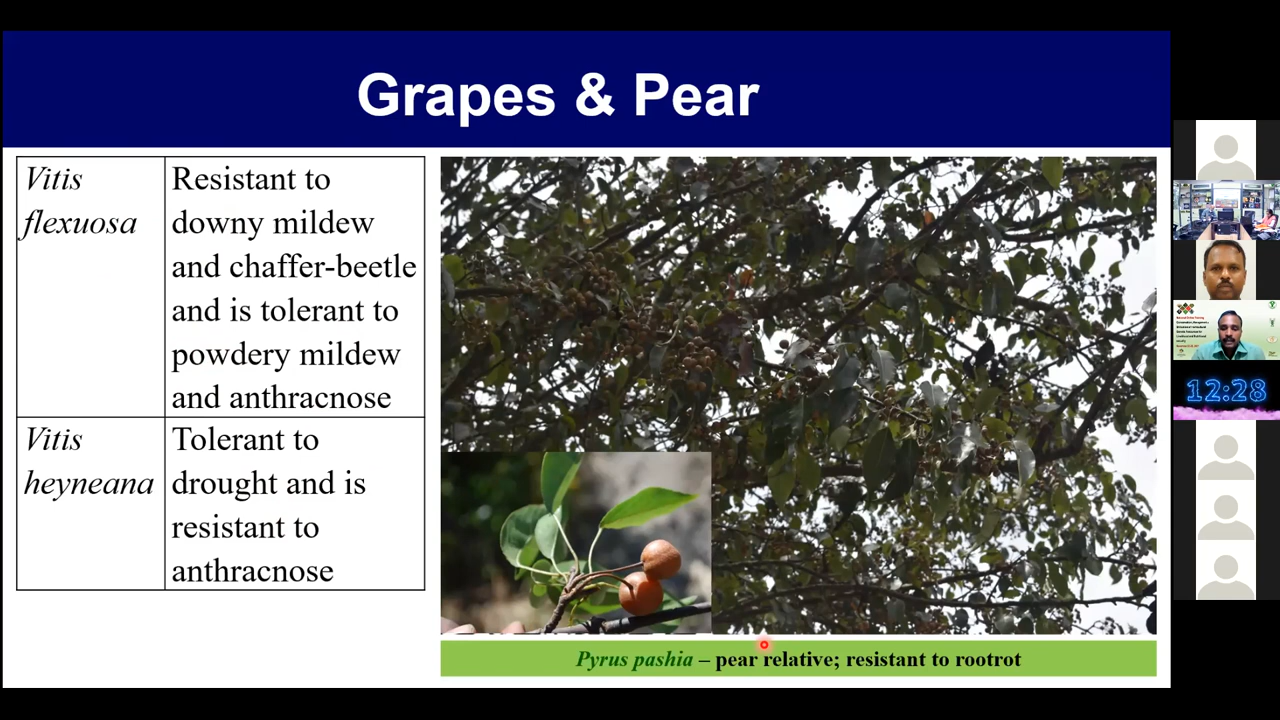 Grapes & Pear
Vitis
flexuosa
Resistant to
downy mildew
and chaffer-beetle
and is tolerant to
powdery mildew
and anthracnose
Vitis
heyneana
Tolerant to
drought and is
resistant to
anthracnose
Pyrus pashia – pear relative; resistant to rootrot
12:28